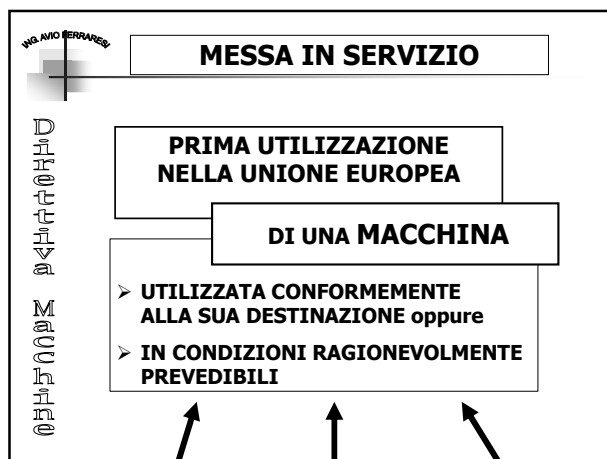 ING. AVIO FERRARESI
MESSA IN SERVIZIO
Direttiva Macchine
PRIMA UTILIZZAZIONE
NELLA UNIONE EUROPEA
DI UNA MACCHINA
➢ UTILIZZATA CONFORMEMENTE
ALLA SUA DESTINAZIONE oppure
➢ IN CONDIZIONI RAGIONEVOLMENTE
PREVEDIBILI